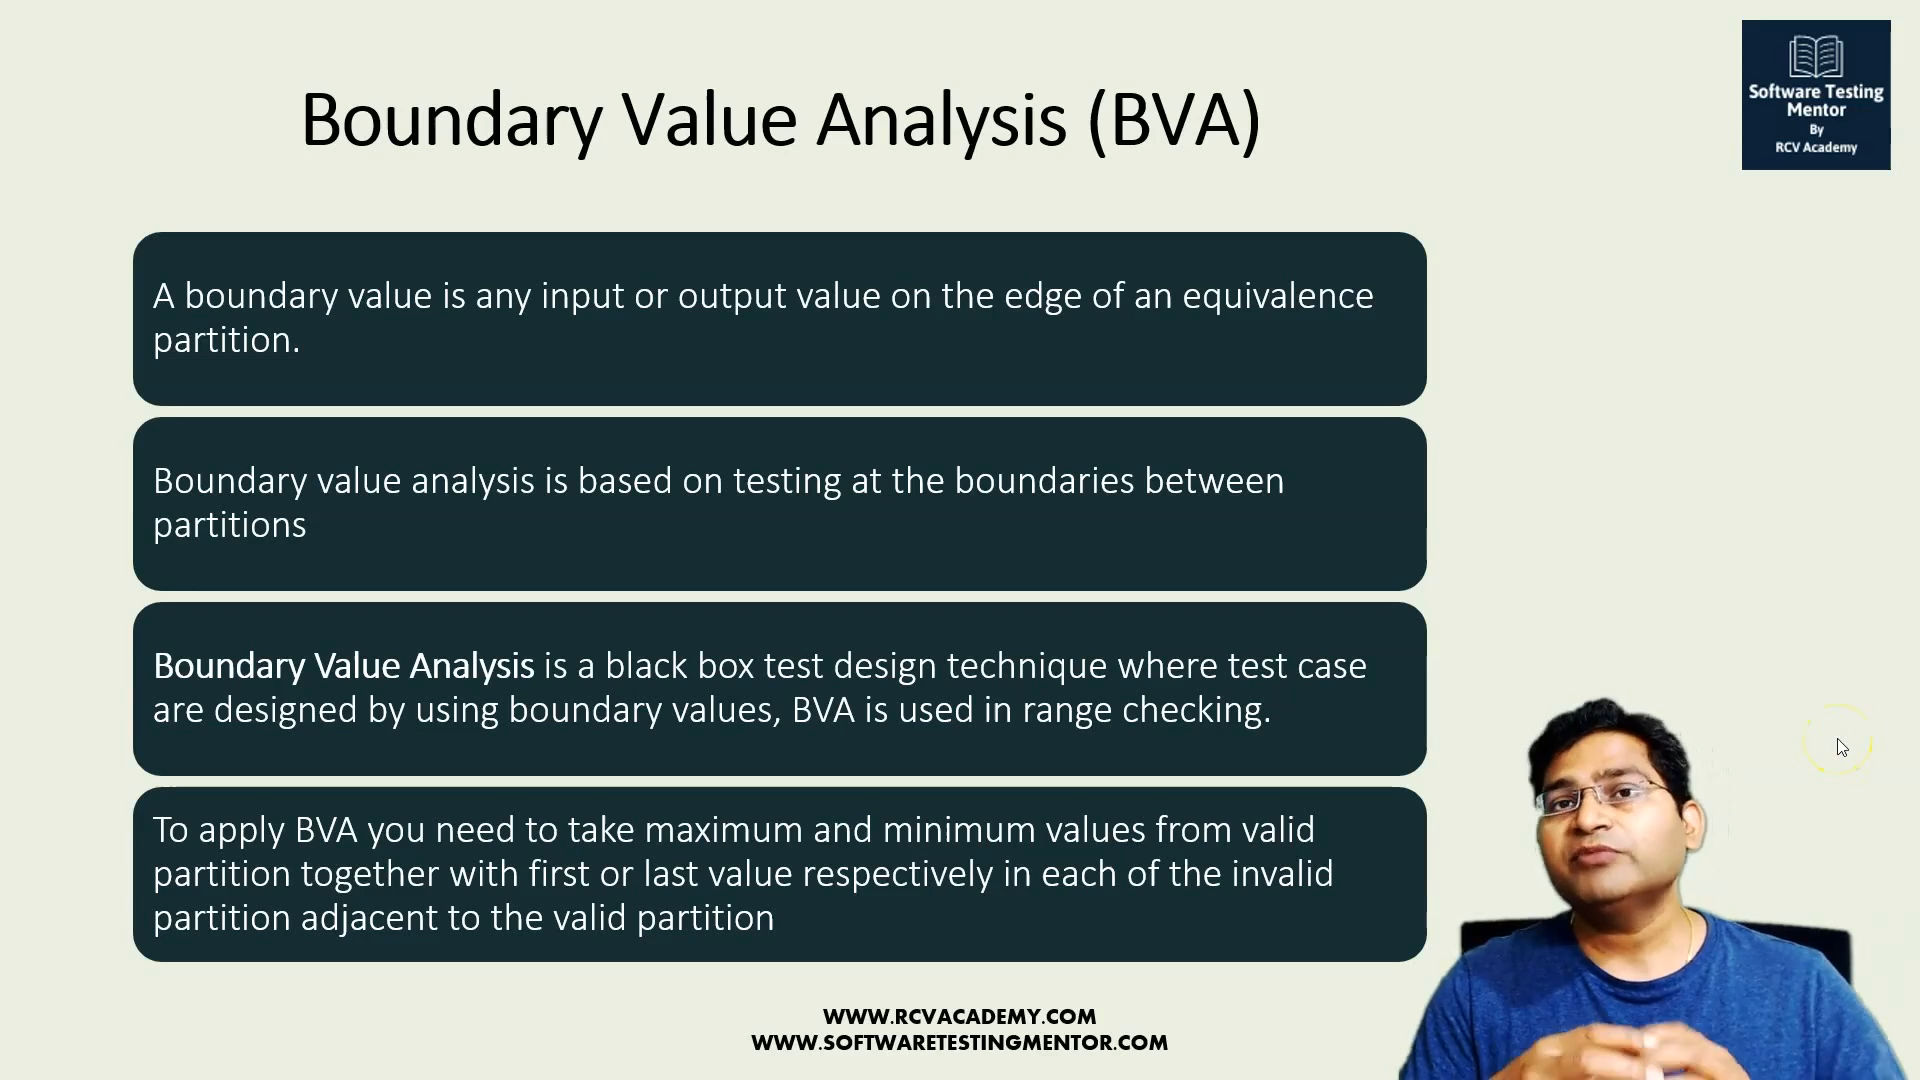 Boundary Value Analysis (BVA)
Software Testing
Mentor
By
RCV Academy
A boundary value is any input or output value on the edge of an equivalence
partition.
Boundary value analysis is based on testing at the boundaries between
partitions
Boundary Value Analysis is a black box test design technique where test case
are designed by using boundary values, BVA is used in range checking.
To apply BVA you need to take maximum and minimum values from valid
partition together with first or last value respectively in each of the invalid
partition adjacent to the valid partition
WWW.RCVACADEMY.COM
WWW.SOFTWARETESTINGMENTOR.COM